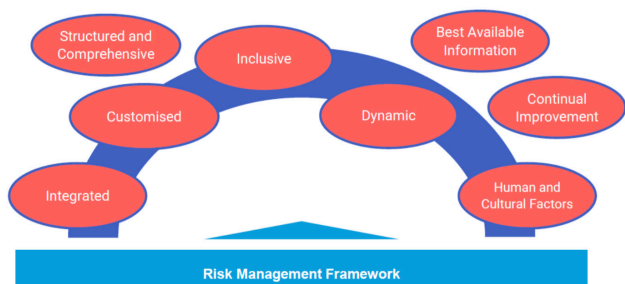 Structured and
Comprehensive
Inclusive
Best Available
Information
Customised
Dynamic
Continual
Improvement
Integrated
Human and
Cultural Factors
Risk Management Framework